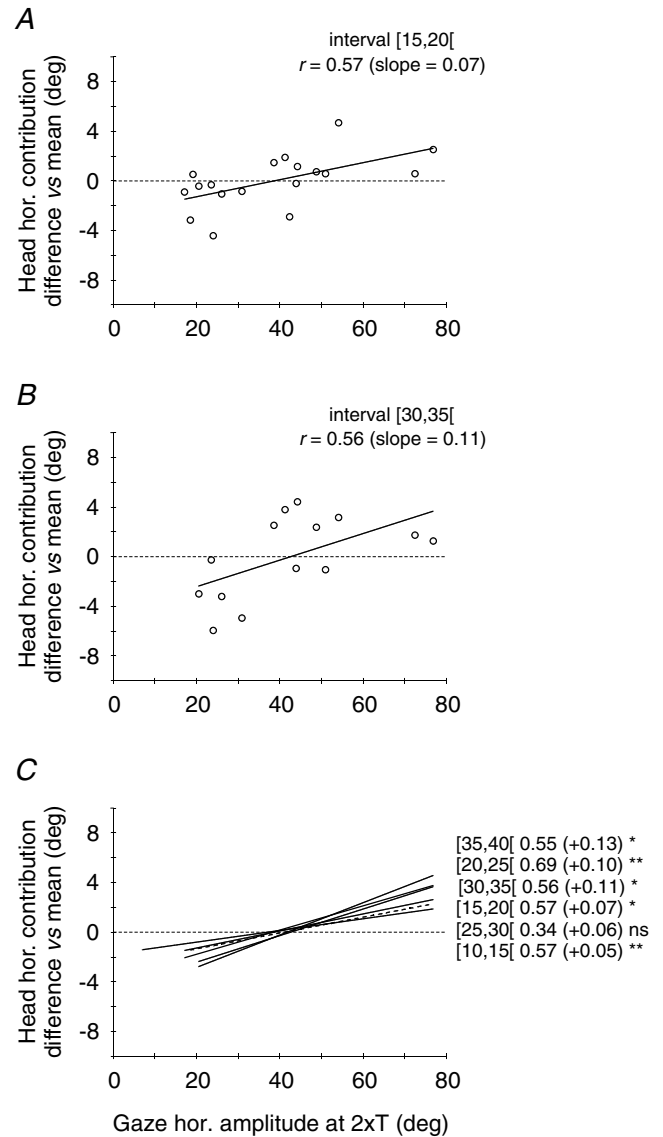 A
interval [15,20[
r = 0.57 (slope = 0.07)
Head hor. contribution
difference vs mean (deg)
8
4
0
-4
-8
0 20 40 60 80
B
interval [30,35[
r = 0.56 (slope = 0.11)
Head hor. contribution
difference vs mean (deg)
8
4
0
-4
-8
0 20 40 60 80
C
Head hor. contribution
difference vs mean (deg)
8
4
0
-4
-8
0 20 40 60 80
[35,40[ 0.55 (+0.13) *
[20,25[ 0.69 (+0.10) **
[30,35[ 0.56 (+0.11) *
[15,20[ 0.57 (+0.07) *
[25,30[ 0.34 (+0.06) ns
[10,15[ 0.57 (+0.05) **
Gaze hor. amplitude at 2xT (deg)